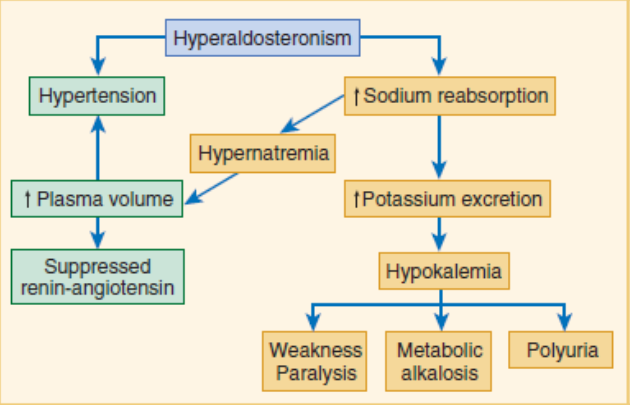 Hyperaldosteronism
Hypertension
↑Sodium reabsorption
Hypernatremia
↑Plasma volume
↑Potassium excretion
Suppressed
renin-angiotensin
Hypokalemia
Weakness
Paralysis
Metabolic
alkalosis
Polyuria